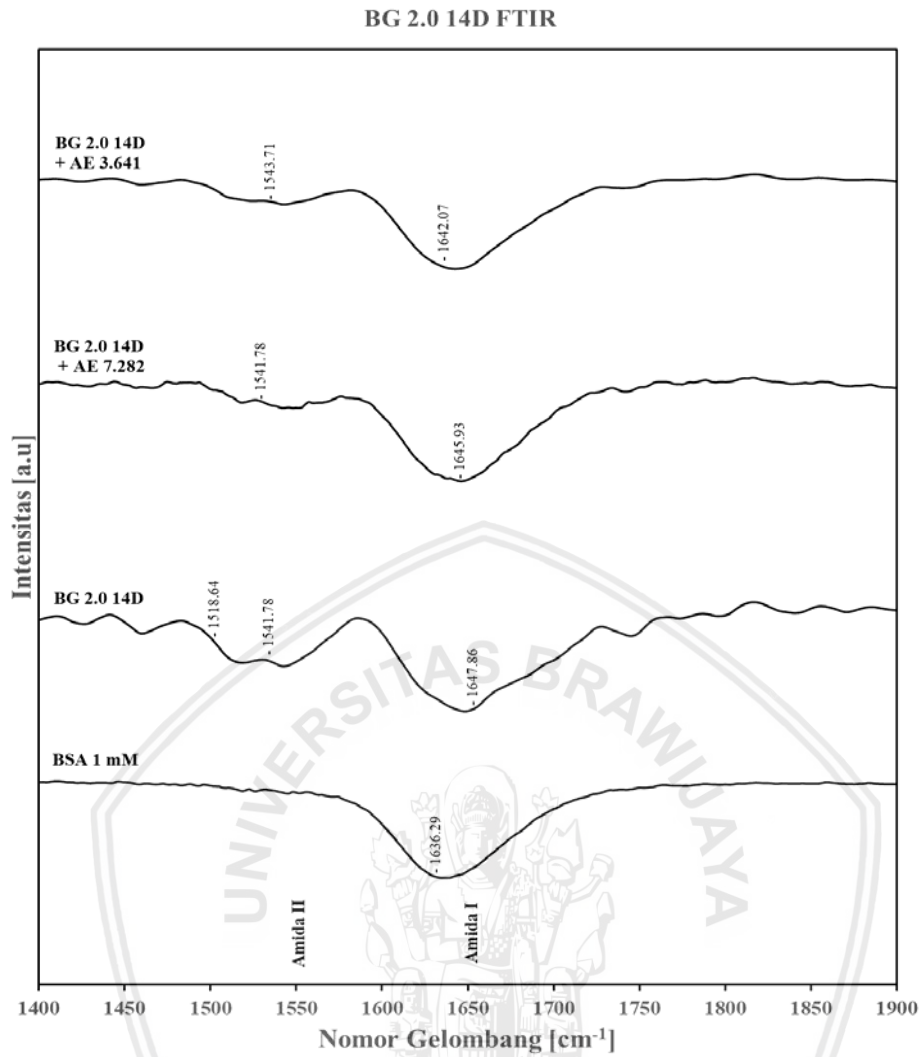 BG 2.0 14D FTIR
BG 2.0 14D
+ AE 3.641
- 1543.71
- 1642.07
BG 2.0 14D
+ AE 7.282
- 1541.78
- 1645.93
BG 2.0 14D
- 1518.64
- 1541.78
- 1647.86
BSA 1 mM
- 1636.29
Amida II
Amida I
Intensitas [a.u]
UNIVERSITAS BRAWIJAYA
1400 1450 1500 1550 1600 1650 1700 1750 1800 1850 1900
Nomor Gelombang [cm⁻¹]